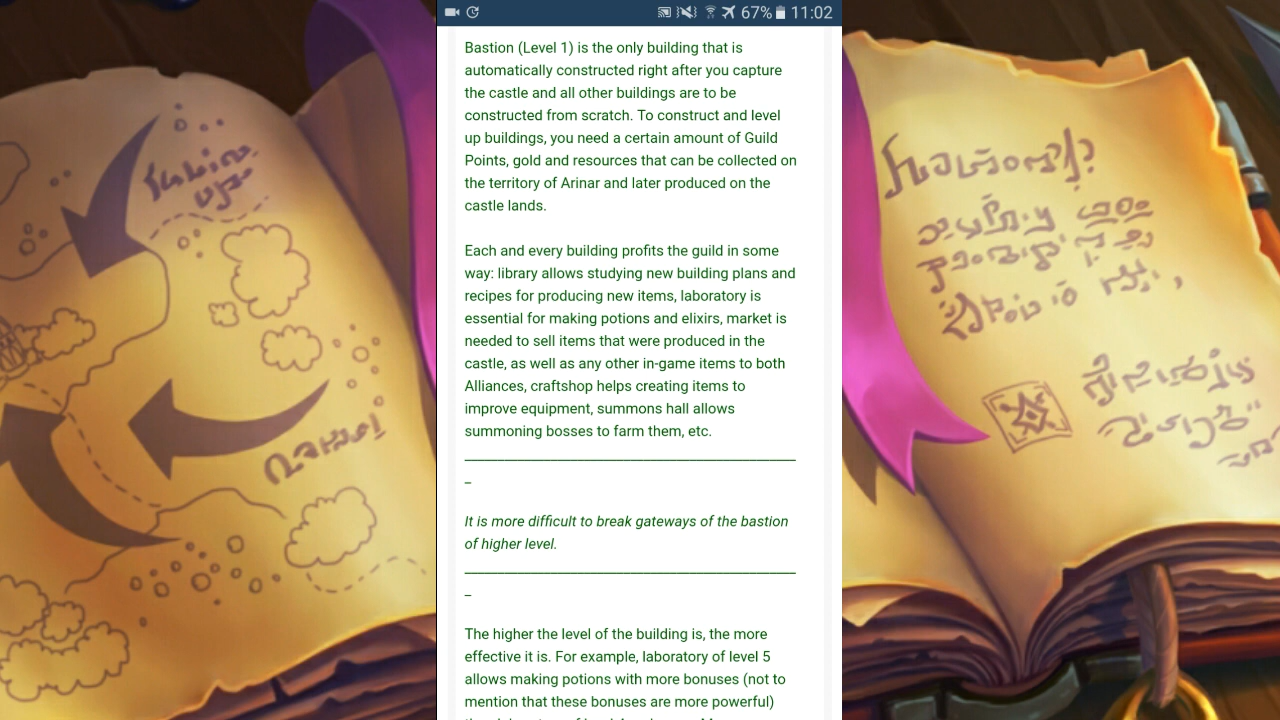 67% 11:02
Bastion (Level 1) is the only building that is
automatically constructed right after you capture
the castle and all other buildings are to be
constructed from scratch. To construct and level
up buildings, you need a certain amount of Guild
Points, gold and resources that can be collected on
the territory of Arinar and later produced on the
castle lands.
Each and every building profits the guild in some
way: library allows studying new building plans and
recipes for producing new items, laboratory is
essential for making potions and elixirs, market is
needed to sell items that were produced in the
castle, as well as any other in-game items to both
Alliances, craftshop helps creating items to
improve equipment, summons hall allows
summoning bosses to farm them, etc.
It is more difficult to break gateways of the bastion
of higher level.
The higher the level of the building is, the more
effective it is. For example, laboratory of level 5
allows making potions with more bonuses (not to
mention that these bonuses are more powerful)